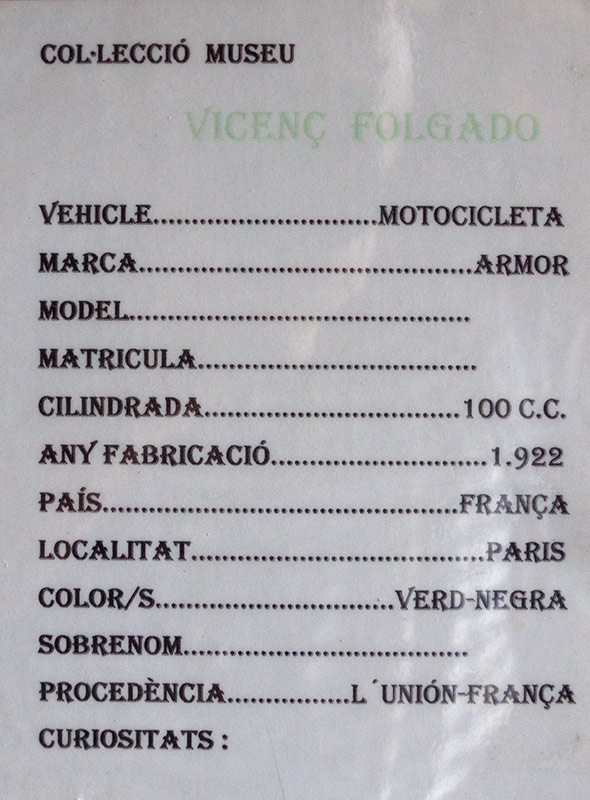 COL·LECCIÓ MUSEU
VICENÇ FOLGADO
VEHICLE.............................MOTOCICLETA
MARCA...........................................ARMOR
MODEL............................................
MATRICULA....................................
CILINDRADA.................................100 C.C.
ANY FABRICACIÓ............................1.922
PAÍS..............................................FRANÇA
LOCALITAT......................................PARIS
COLOR/S...............................VERD-NEGRA
SOBRENOM.....................................
PROCEDÈNCIA................L´UNIÓN-FRANÇA
CURIOSITATS :